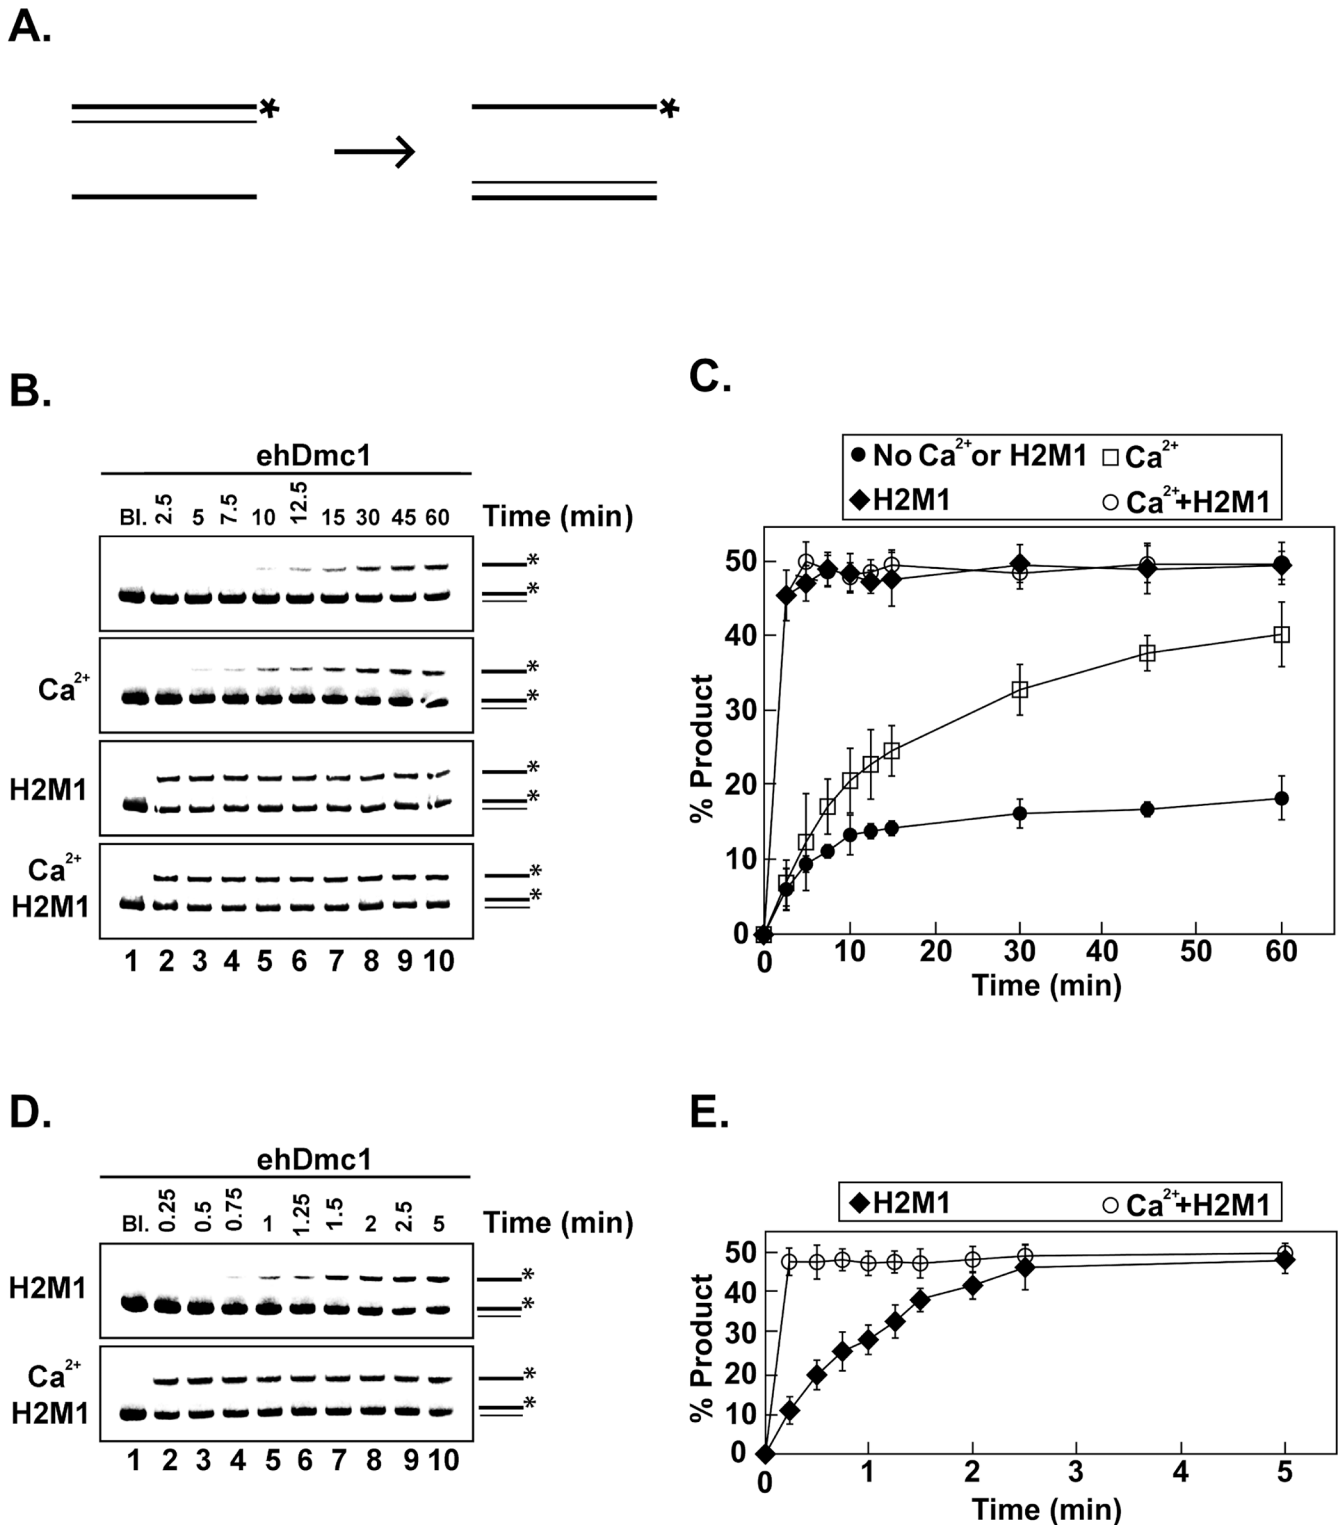 A.
*
*
B.
ehDmc1
Bl. 2.5 5 7.5 10 12.5 15 30 45 60 Time (min)
*
*
Ca²⁺
*
*
H2M1
*
*
Ca²⁺
H2M1
*
*
1 2 3 4 5 6 7 8 9 10
C.
No Ca²⁺or H2M1 Ca²⁺
H2M1 Ca²⁺+H2M1
50
40
30
20
10
0
% Product
0 10 20 30 40 50 60
Time (min)
D.
ehDmc1
Bl. 0.25 0.5 0.75 1 1.25 1.5 2 2.5 5 Time (min)
H2M1
*
*
Ca²⁺
H2M1
*
*
1 2 3 4 5 6 7 8 9 10
E.
H2M1 Ca²⁺+H2M1
50
40
30
20
10
0
% Product
0 1 2 3 4 5
Time (min)